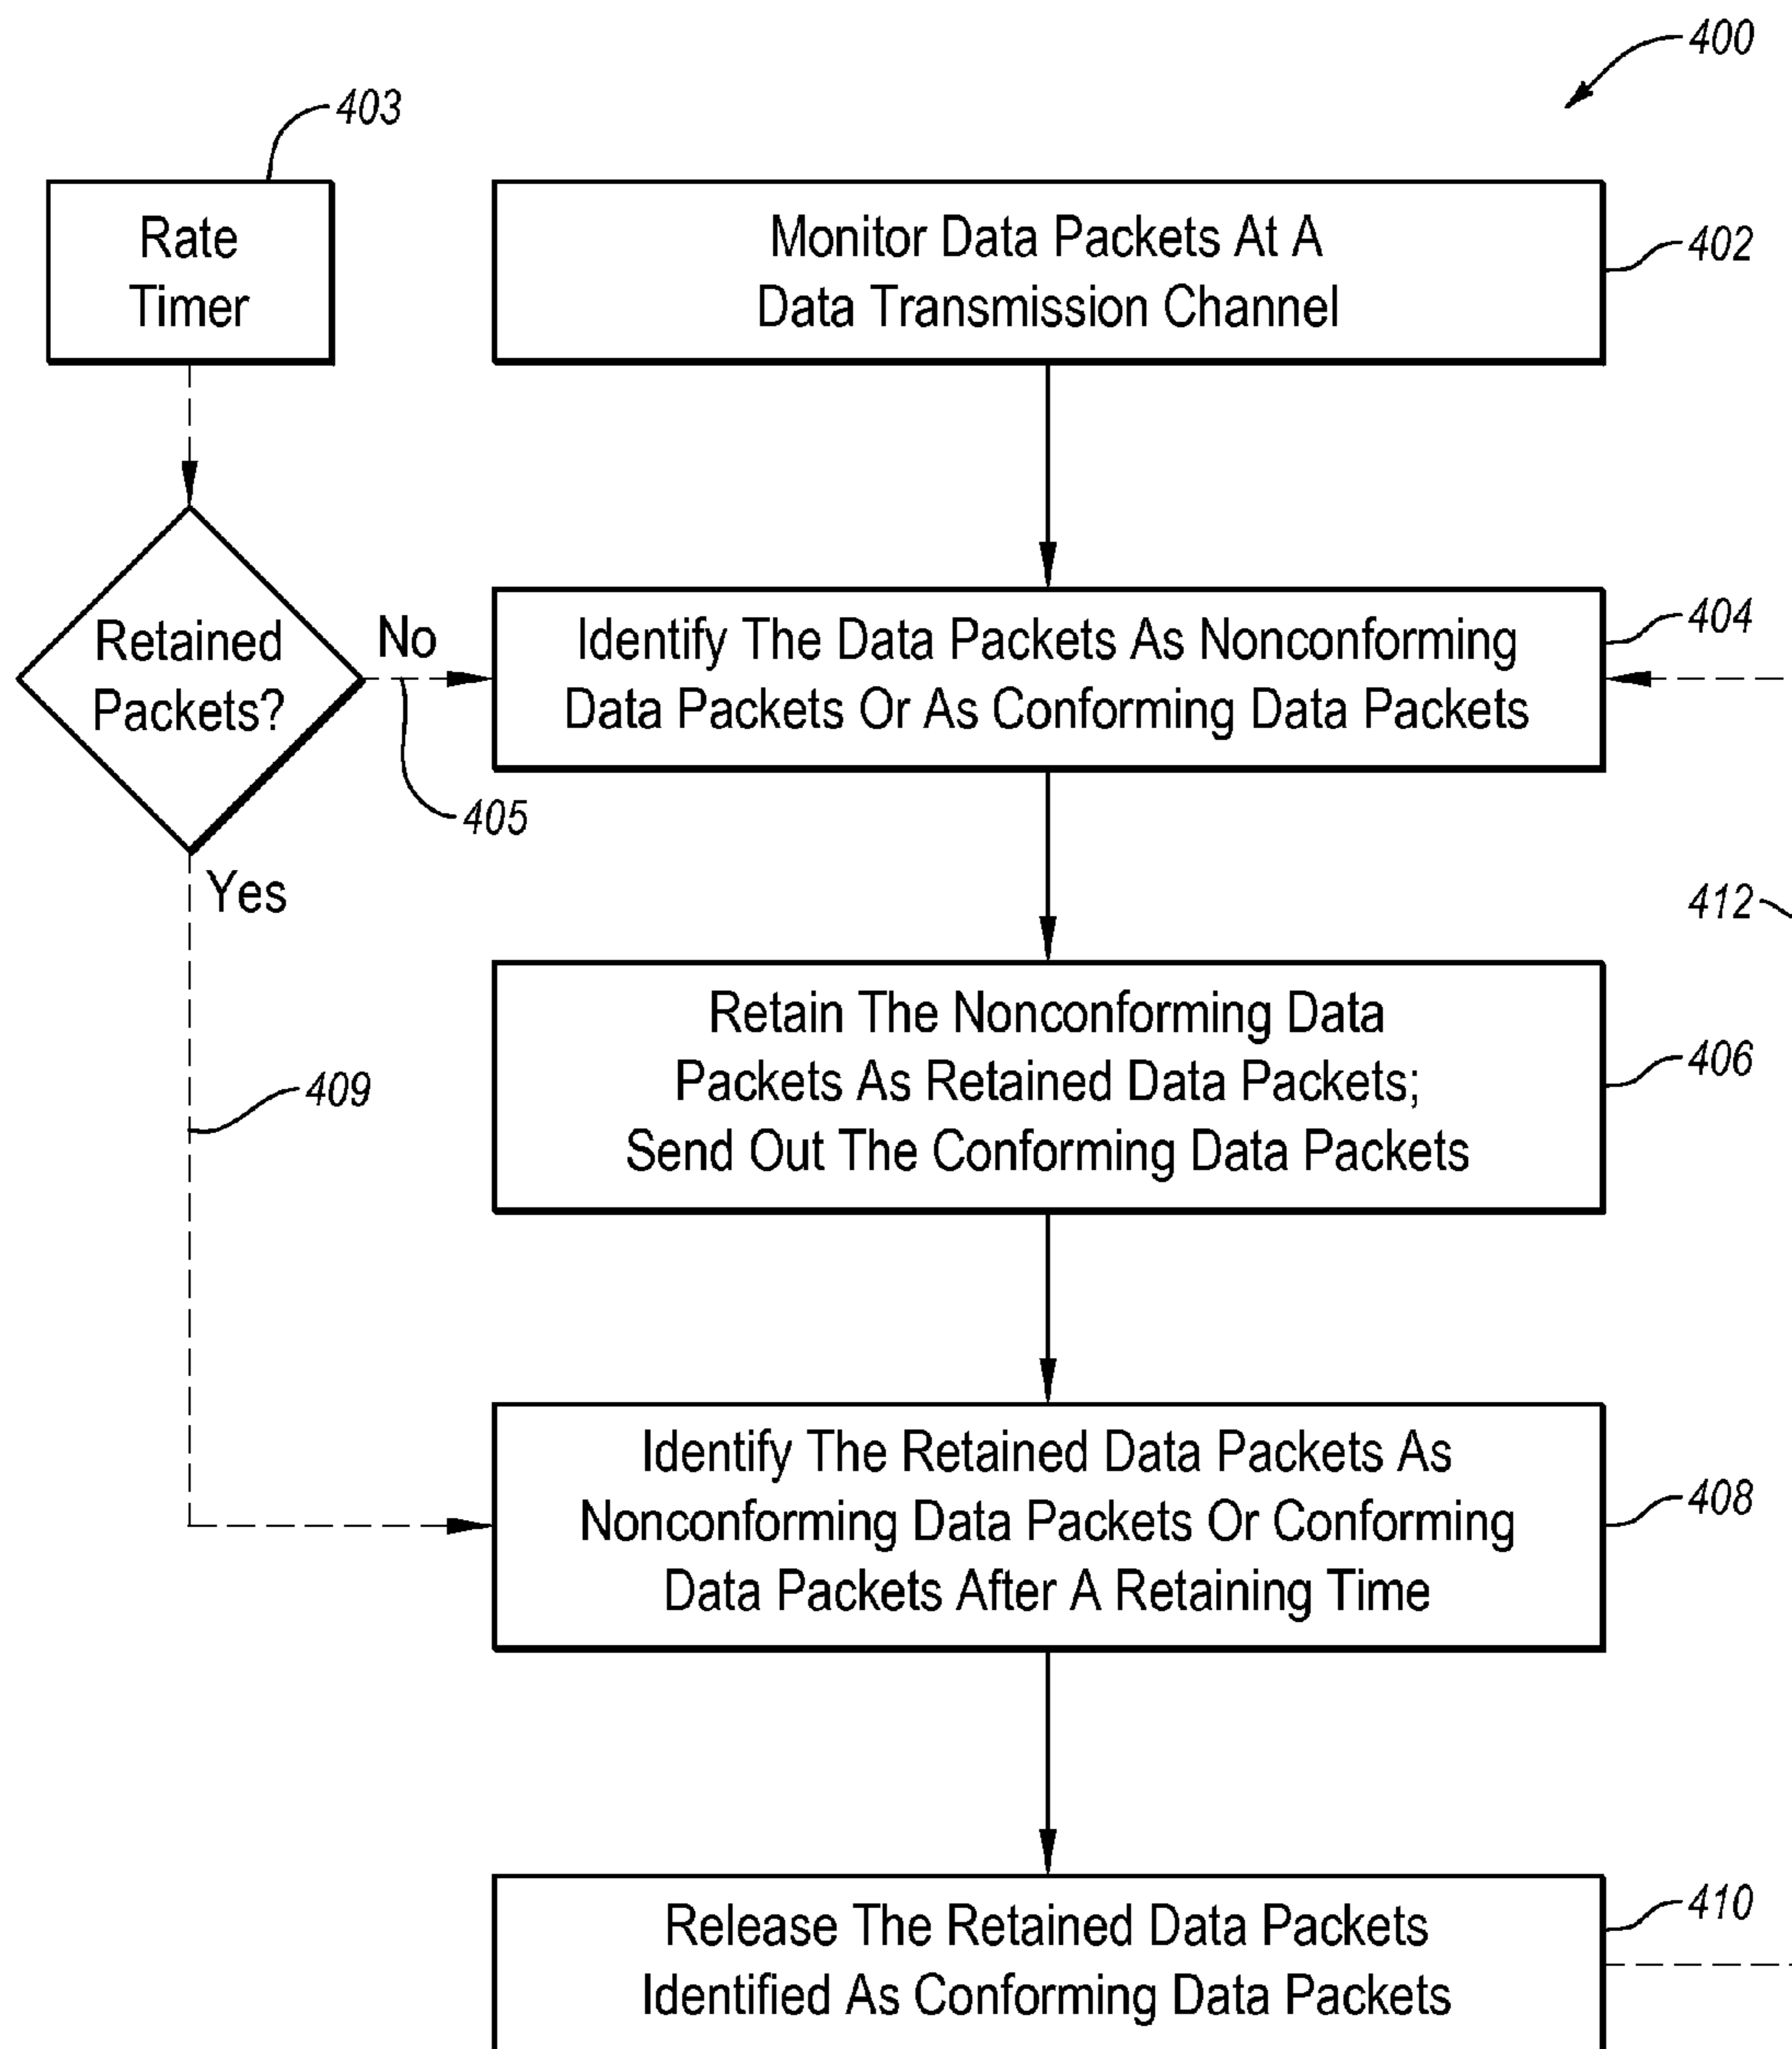 400
403
Rate
Timer
Monitor Data Packets At A
Data Transmission Channel
402
Retained
Packets?
No
405
Yes
Identify The Data Packets As Nonconforming
Data Packets Or As Conforming Data Packets
404
412
Retain The Nonconforming Data
Packets As Retained Data Packets;
Send Out The Conforming Data Packets
406
409
Identify The Retained Data Packets As
Nonconforming Data Packets Or Conforming
Data Packets After A Retaining Time
408
Release The Retained Data Packets
Identified As Conforming Data Packets
410